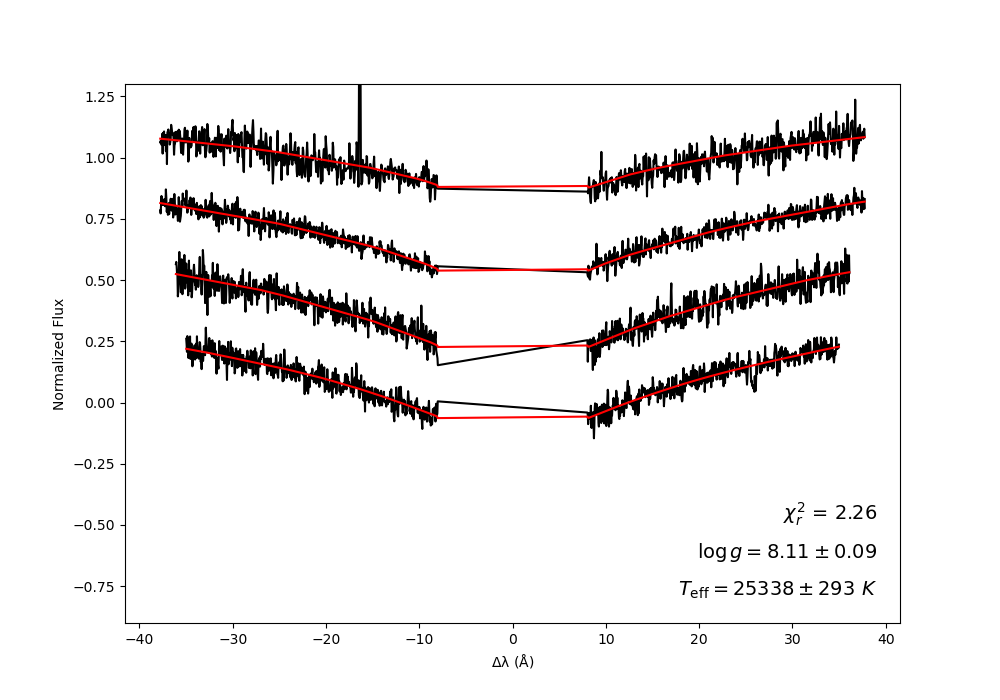 1.25
1.00
0.75
0.50
0.25
0.00
−0.25
−0.50
−0.75
Normalized Flux
χ²ᵣ = 2.26
log g = 8.11 ± 0.09
T_eff = 25338 ± 293 K
−40 −30 −20 −10 0 10 20 30 40
Δλ (Å)